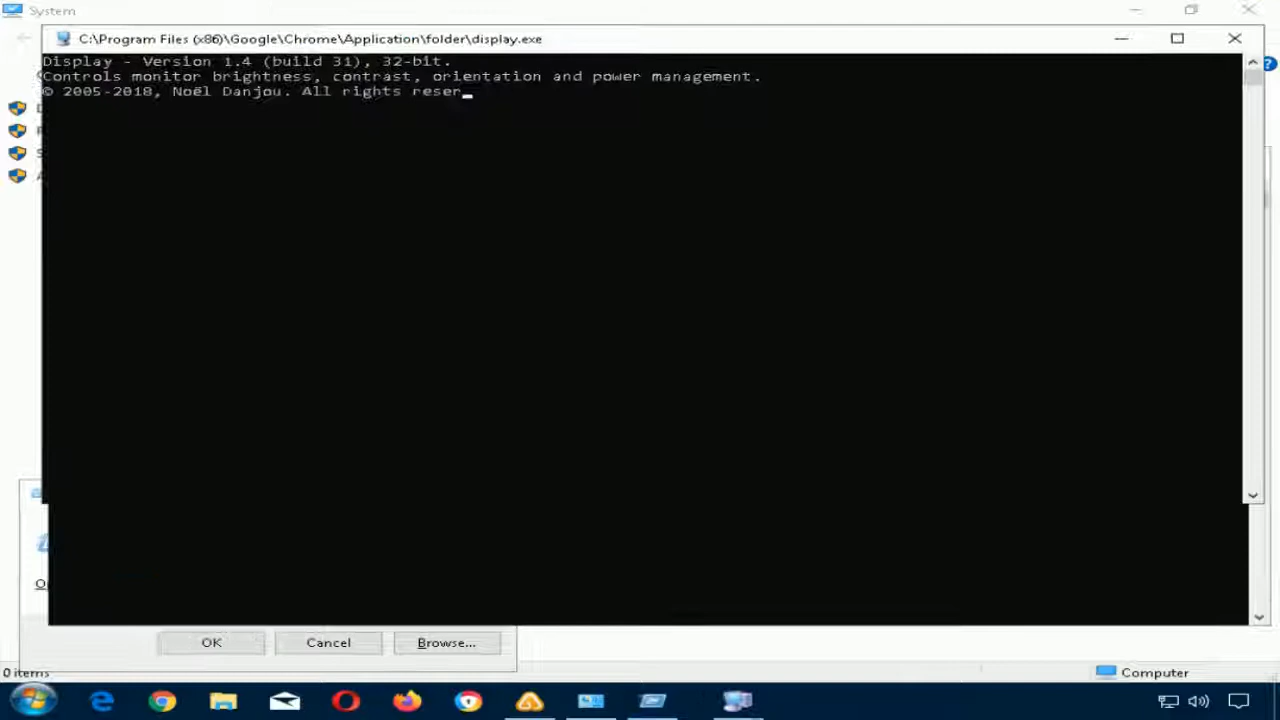 System
C:\Program Files (x86)\Google\Chrome\Application\folder\display.exe
Display - Version 1.4 (build 31), 32-bit.
Controls monitor brightness, contrast, orientation and power management.
© 2005-2018, Noël Danjou. All rights reser_
OK Cancel Browse...
0 items
Computer